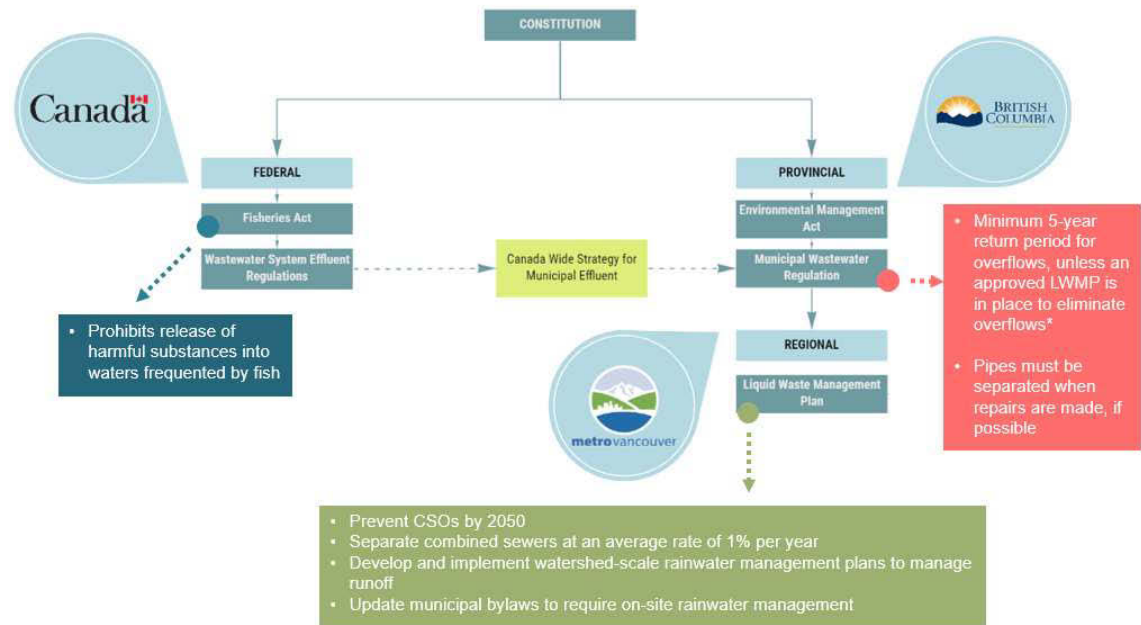 CONSTITUTION
Canada
BRITISH
COLUMBIA
FEDERAL
PROVINCIAL
Fisheries Act
Environmental Management
Act
Wastewater System Effluent
Regulations
Canada Wide Strategy for
Municipal Effluent
Municipal Wastewater
Regulation
• Minimum 5-year
return period for
overflows, unless an
approved LWMP is
in place to eliminate
overflows*
• Pipes must be
separated when
repairs are made, if
possible
• Prohibits release of
harmful substances into
waters frequented by fish
REGIONAL
Liquid Waste Management
Plan
metrovancouver
• Prevent CSOs by 2050
• Separate combined sewers at an average rate of 1% per year
• Develop and implement watershed-scale rainwater management plans to manage
runoff
• Update municipal bylaws to require on-site rainwater management